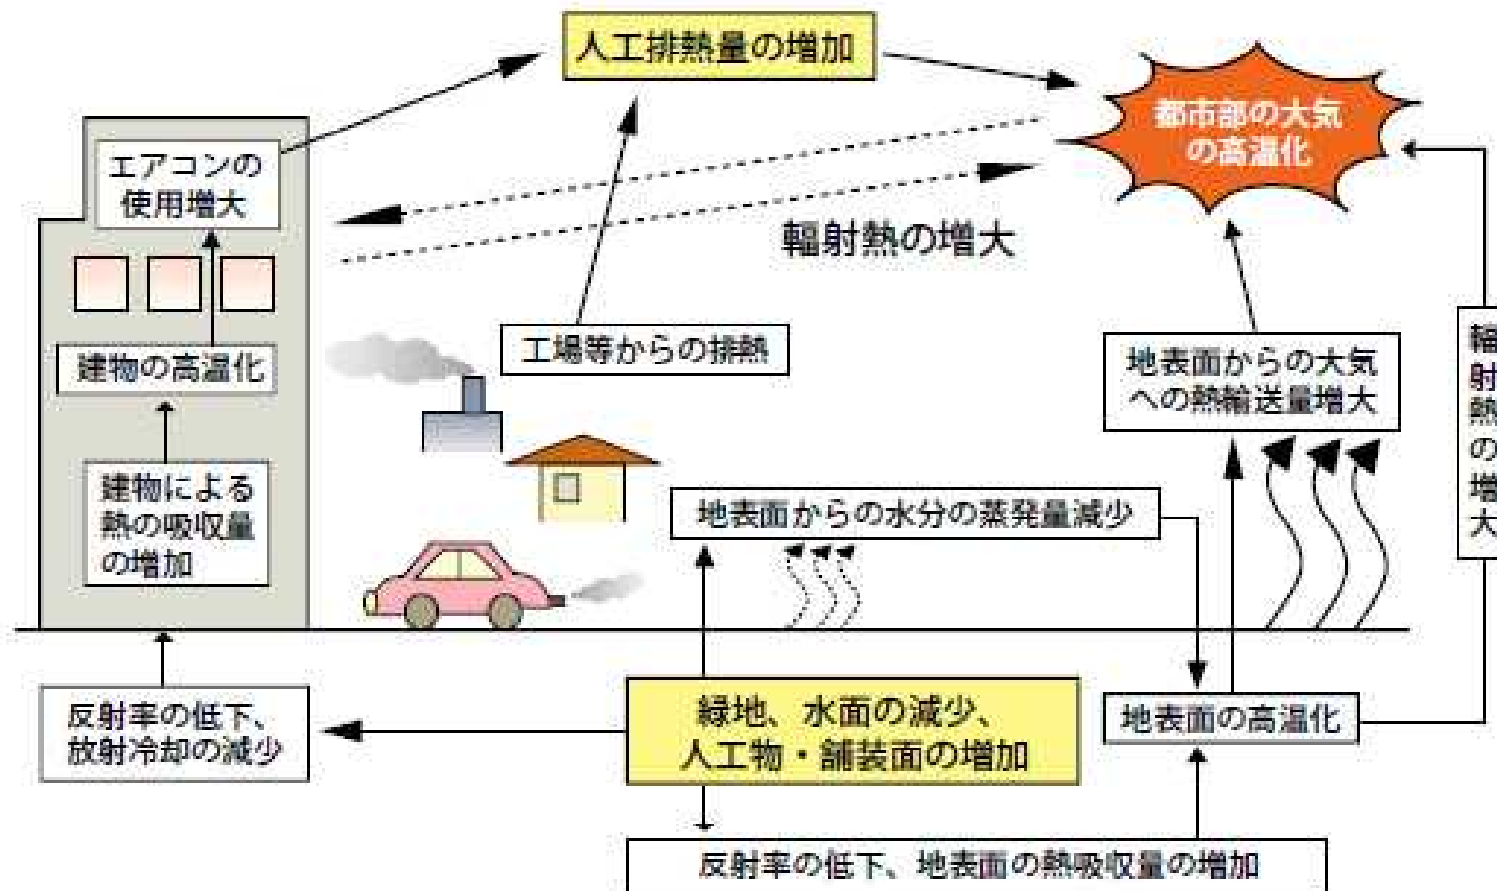 人工排熱量の増加
都市部の大気
の高温化
エアコンの
使用増大
輻射熱の増大
工場等からの排熱
建物の高温化
地表面からの大気
への熱輸送量増大
輻射熱の増大
建物による
熱の吸収量
の増加
地表面からの水分の蒸発量減少
反射率の低下、
放射冷却の減少
緑地、水面の減少、
人工物・舗装面の増加
地表面の高温化
反射率の低下、地表面の熱吸収量の増加